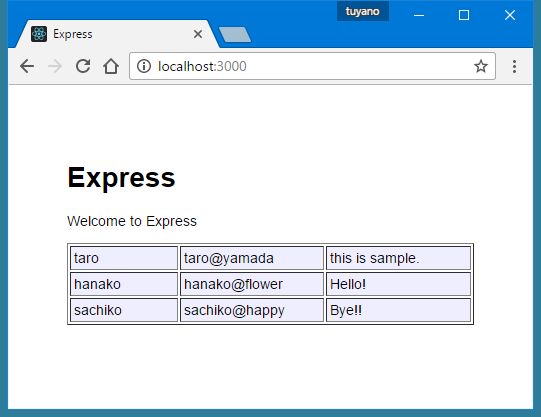 tuyano
Express
localhost:3000
Express
Welcome to Express
taro taro@yamada this is sample.
hanako hanako@flower Hello!
sachiko sachiko@happy Bye!!